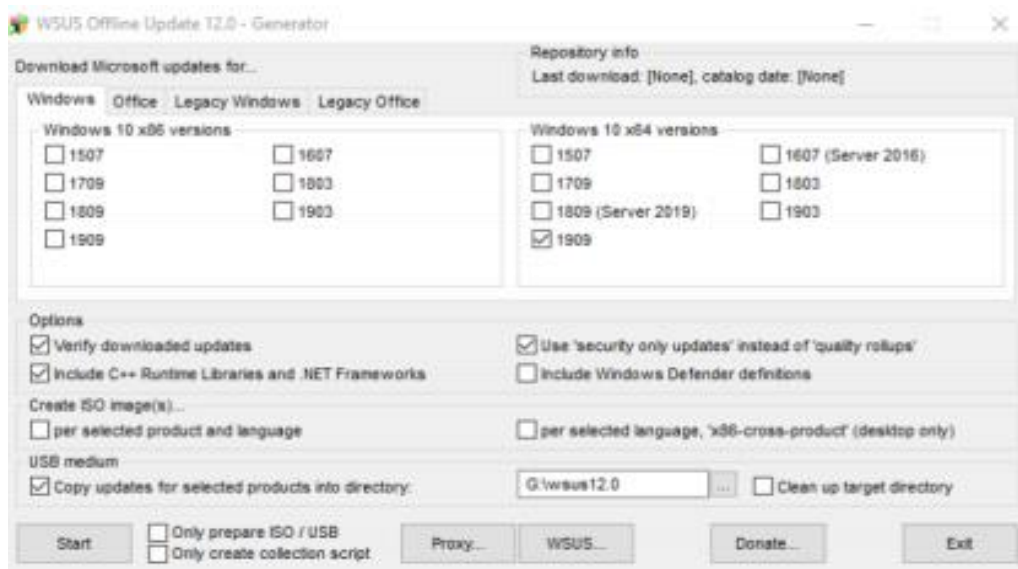 WSUS Offline Update 12.0 - Generator
Download Microsoft updates for...
Repository info
Last download: [None], catalog date: [None]
Windows Office Legacy Windows Legacy Office
Windows 10 x86 versions
1507 1607
1709 1803
1809 1903
1909
Windows 10 x64 versions
1507 1607 (Server 2016)
1709 1803
1809 (Server 2019) 1903
1909
Options
Verify downloaded updates Use 'security only updates' instead of 'quality rollups'
Include C++ Runtime Libraries and .NET Frameworks Include Windows Defender definitions
Create ISO image(s)...
per selected product and language per selected language, 'x86-cross-product' (desktop only)
USB medium
Copy updates for selected products into directory: G:\wsus12.0 ... Clean up target directory
Start
Only prepare ISO / USB
Only create collection script
Proxy... WSUS... Donate... Exit